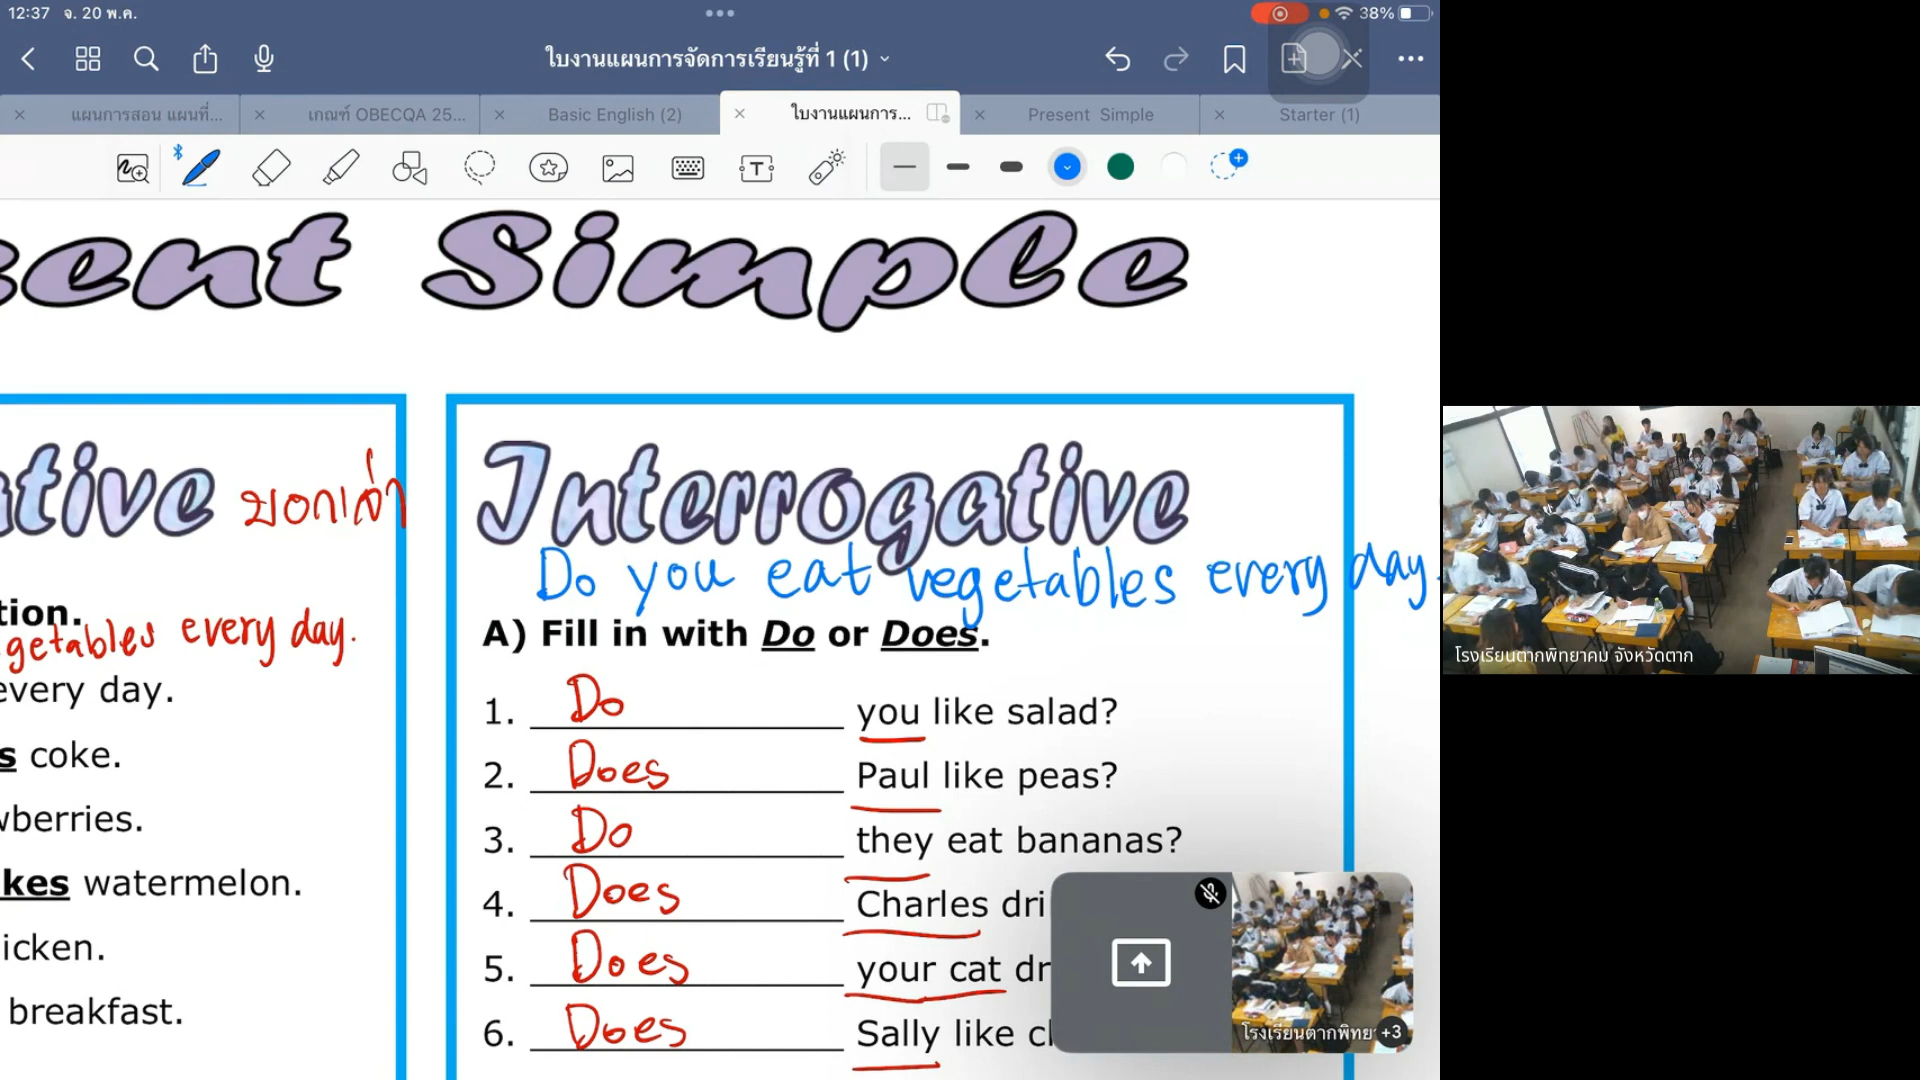 12:37 จ. 20 พ.ค.
38%
ใบงานแผนการจัดการเรียนรู้ที่ 1 (1)
แผนการสอน แผนที่...
เกณฑ์ OBECQA 25...
Basic English (2)
ใบงานแผนการ...
Present Simple
Starter (1)
sent Simple
ative บอกเล่า
Interrogative
Do you eat vegetables every day.
tion.
getables every day.
every day.
s coke.
wberries.
kes watermelon.
icken.
breakfast.
A) Fill in with Do or Does.
1. Do you like salad?
2. Does Paul like peas?
3. Do they eat bananas?
4. Does Charles dri
5. Does your cat dr
6. Does Sally like cl
โรงเรียนตากพิทยาคม จังหวัดตาก
โรงเรียนตากพิทยา +3